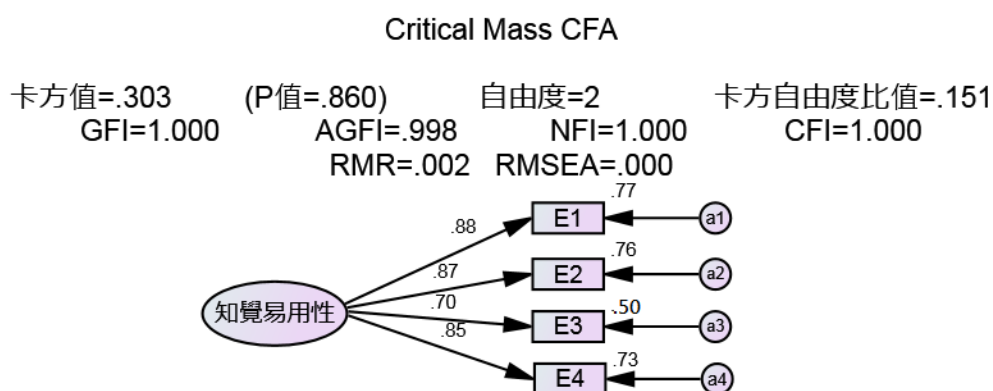 Critical Mass CFA
卡方值=.303 (P值=.860) 自由度=2 卡方自由度比值=.151
GFI=1.000 AGFI=.998 NFI=1.000 CFI=1.000
RMR=.002 RMSEA=.000
.77
.88 E1 a1
.76
.87 E2 a2
.70 .50
知覺易用性 E3 a3
.85 .73
E4 a4